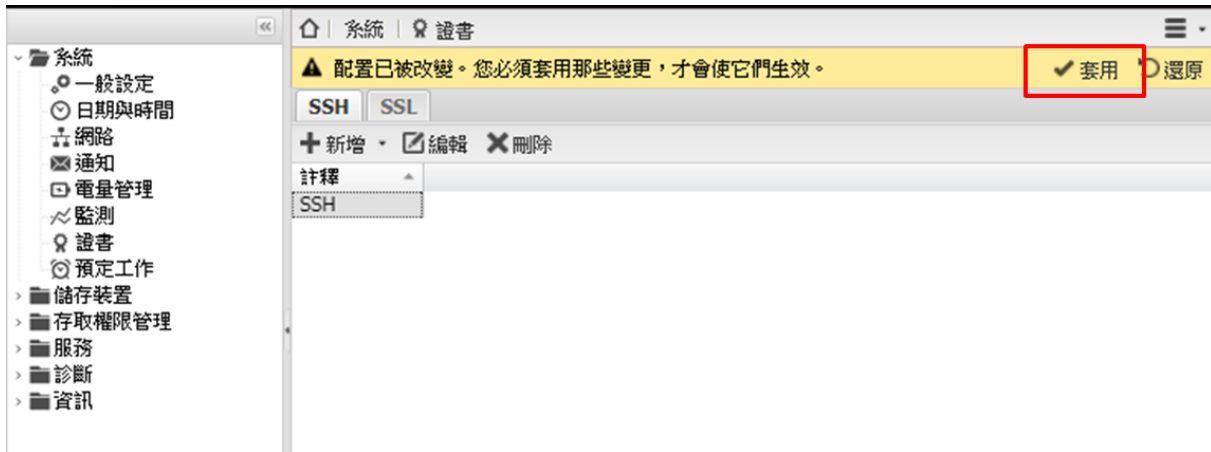 系統 證書
系統
一般設定
日期與時間
網路
通知
電量管理
監測
證書
預定工作
儲存裝置
存取權限管理
服務
診斷
資訊
配置已被改變。您必須套用那些變更，才會使它們生效。 套用 還原
SSH SSL
新增 編輯 刪除
註釋
SSH